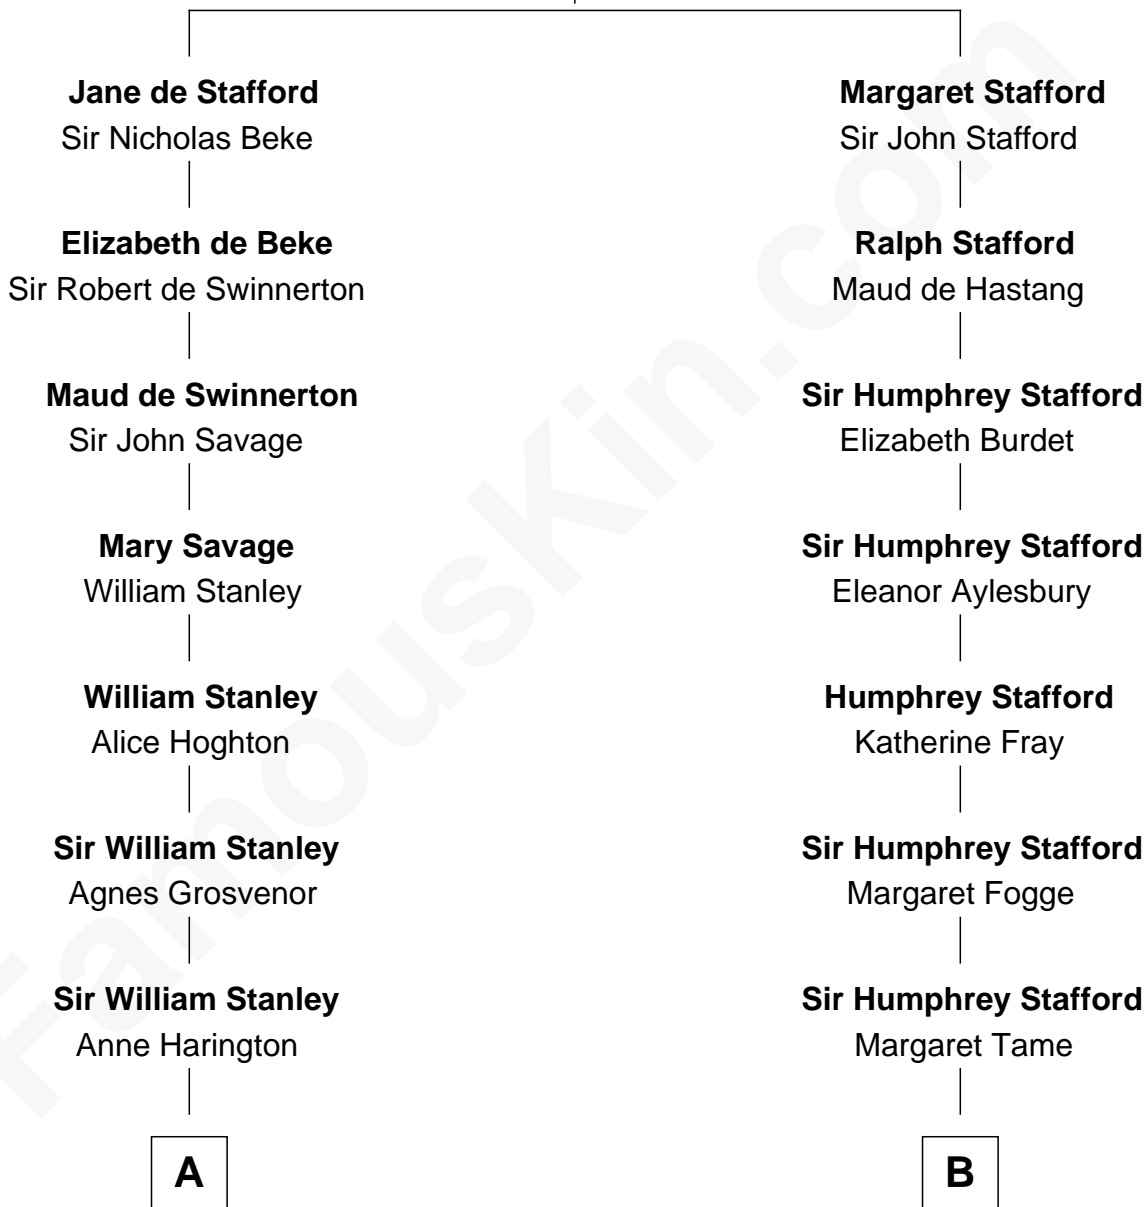 Jane de Stafford
Sir Nicholas Beke
Elizabeth de Beke
Sir Robert de Swinnerton
Maud de Swinnerton
Sir John Savage
Mary Savage
William Stanley
William Stanley
Alice Hoghton
Sir William Stanley
Agnes Grosvenor
Sir William Stanley
Anne Harington
A
Margaret Stafford
Sir John Stafford
Ralph Stafford
Maud de Hastang
Sir Humphrey Stafford
Elizabeth Burdet
Sir Humphrey Stafford
Eleanor Aylesbury
Humphrey Stafford
Katherine Fray
Sir Humphrey Stafford
Margaret Fogge
Sir Humphrey Stafford
Margaret Tame
B
FamousKin.com